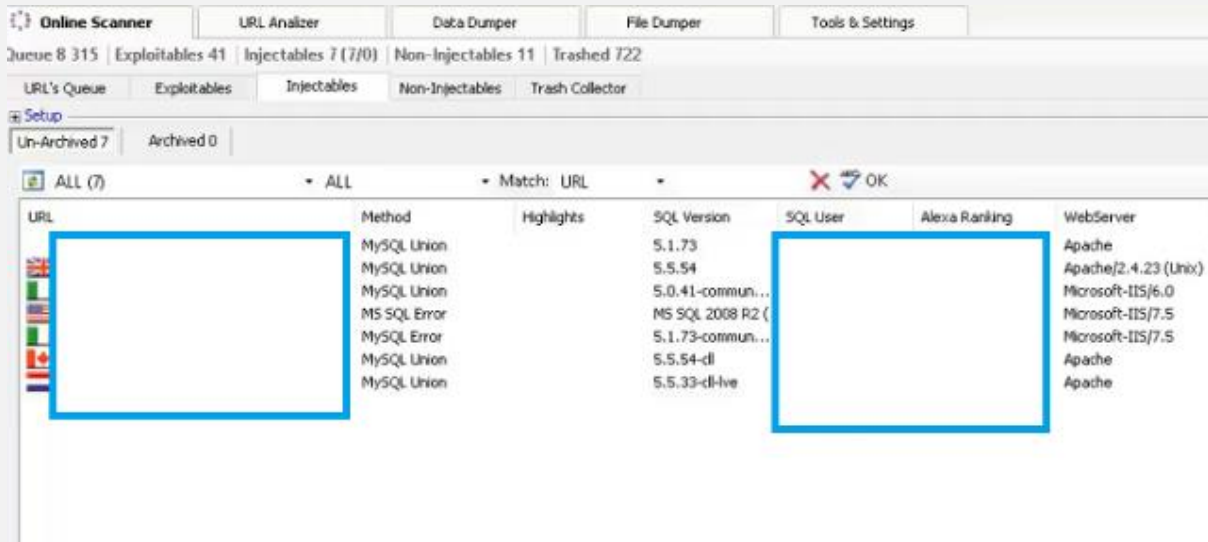 Online Scanner URL Analizer Data Dumper File Dumper Tools & Settings
Queue 8 315 | Exploitables 41 | Injectables 7 (7/0) | Non-Injectables 11 | Trashed 722
URL's Queue Exploitables Injectables Non-Injectables Trash Collector
Setup
Un-Archived 7 Archived 0
ALL (7) ALL Match: URL OK
URL Method Highlights SQL Version SQL User Alexa Ranking WebServer
MySQL Union 5.1.73 Apache
MySQL Union 5.5.54 Apache/2.4.23 (Unix)
MySQL Union 5.0.41-commun... Microsoft-IIS/6.0
MS SQL Error MS SQL 2008 R2 ( Microsoft-IIS/7.5
MySQL Error 5.1.73-commun... Microsoft-IIS/7.5
MySQL Union 5.5.54-cll Apache
MySQL Union 5.5.33-cll-lve Apache